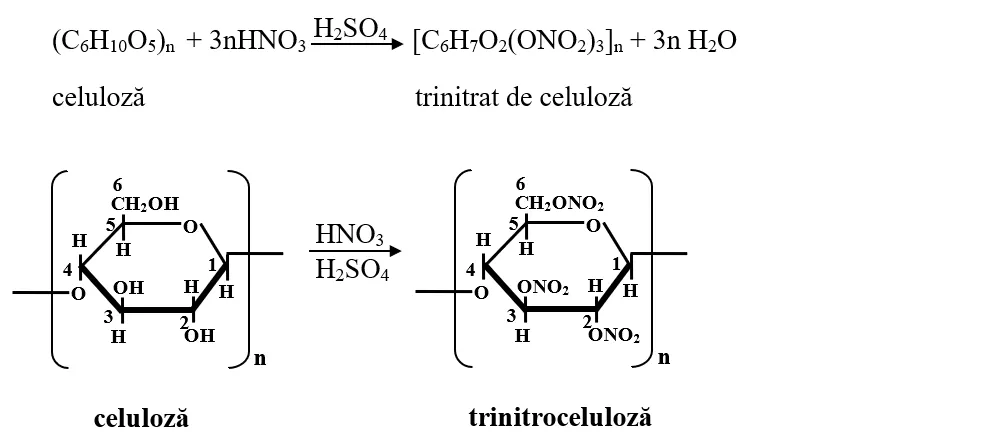 (C₆H₁₀O₅)ₙ + 3nHNO₃ H₂SO₄ [C₆H₇O₂(ONO₂)₃]ₙ + 3n H₂O
celuloză trinitrat de celuloză
6 6
CH₂OH CH₂ONO₂
5 O 5 O
H H HNO₃ H H
4 1 H₂SO₄ 4 1
O OH H H O ONO₂ H H
3 2 3 2
H OH H ONO₂
n n
celuloză trinitroceluloză